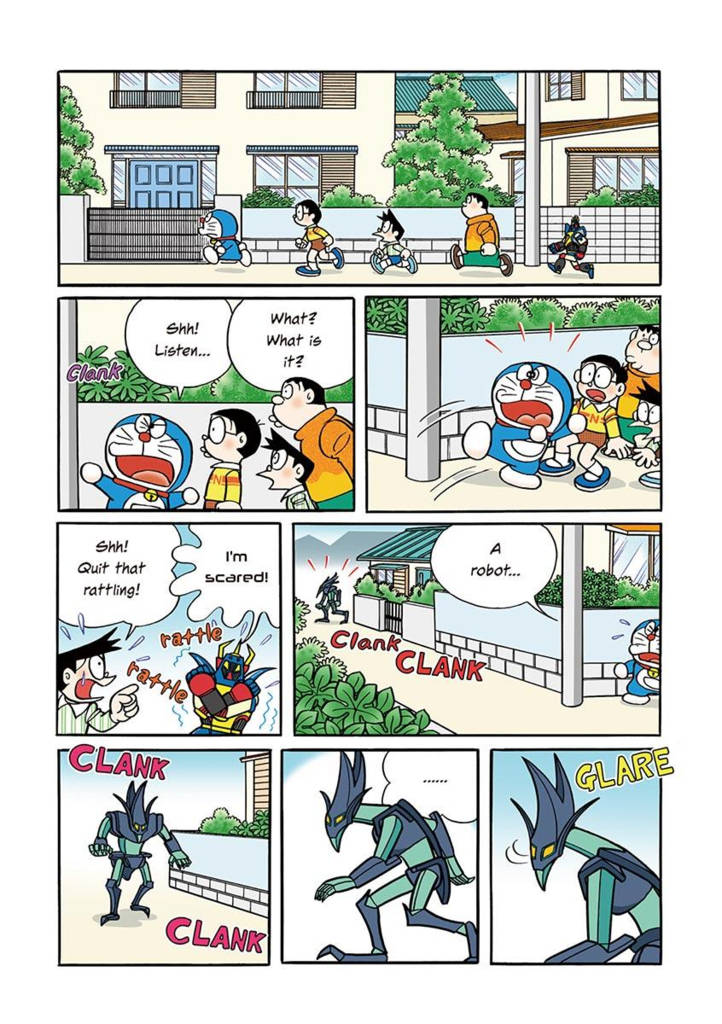 Shh!
Listen...
What?
What is
it?
Clank
Shh!
Quit that
rattling!
I'm
scared!
rattle
rattle
A
robot...
Clank
CLANK
CLANK
CLANK
......
GLARE